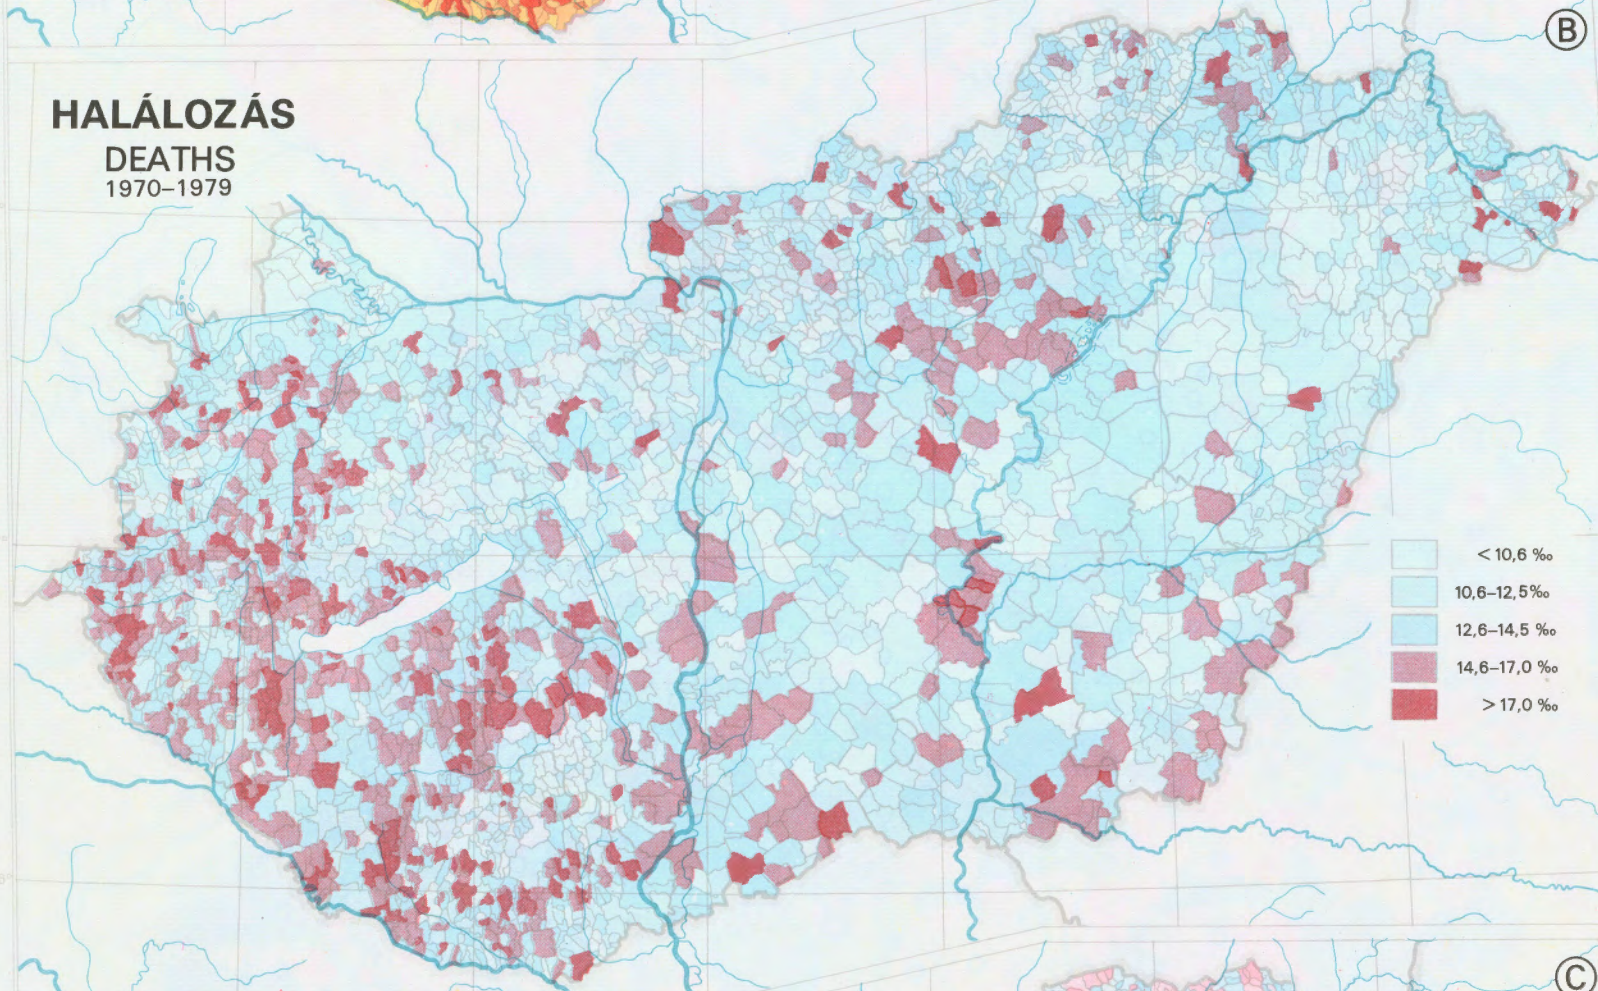 B
HALÁLOZÁS
DEATHS
1970–1979
< 10,6 ‰
10,6–12,5‰
12,6–14,5 ‰
14,6–17,0 ‰
> 17,0 ‰
C